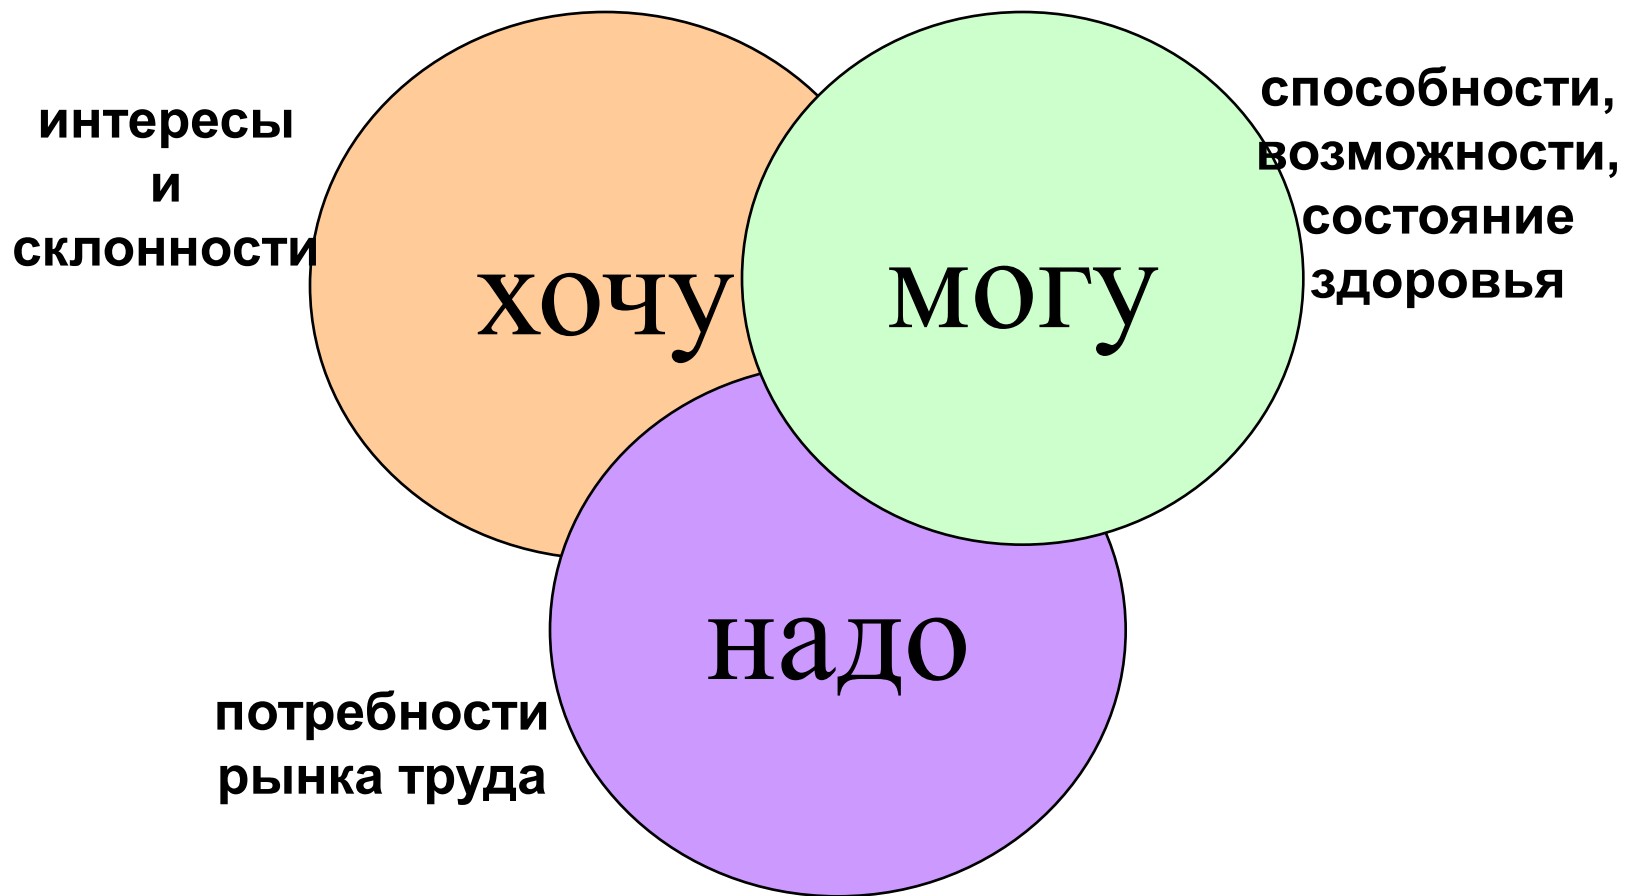 интересы
и
склонности
хочу
могу
способности,
возможности,
состояние
здоровья
надо
потребности
рынка труда